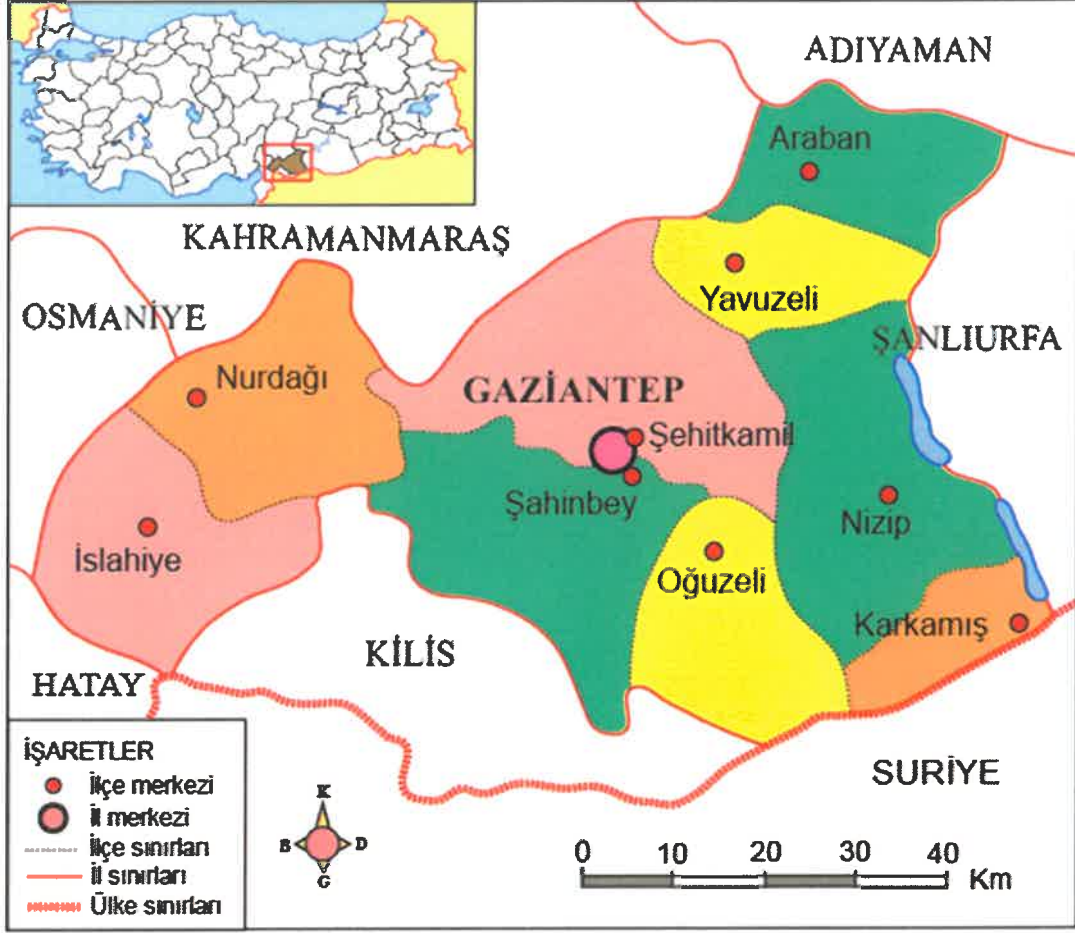 ADIYAMAN
Araban
KAHRAMANMARAŞ
Yavuzeli
OSMANİYE
ŞANLIURFA
Nurdağı
GAZİANTEP
Şehitkamil
Şahinbey
Nizip
İslahiye
Oğuzeli
Karkamış
KİLİS
HATAY
SURİYE
İŞARETLER
İlçe merkezi
İl merkezi
İlçe sınırları
İl sınırları
Ülke sınırları
K
B D
G
0 10 20 30 40
Km